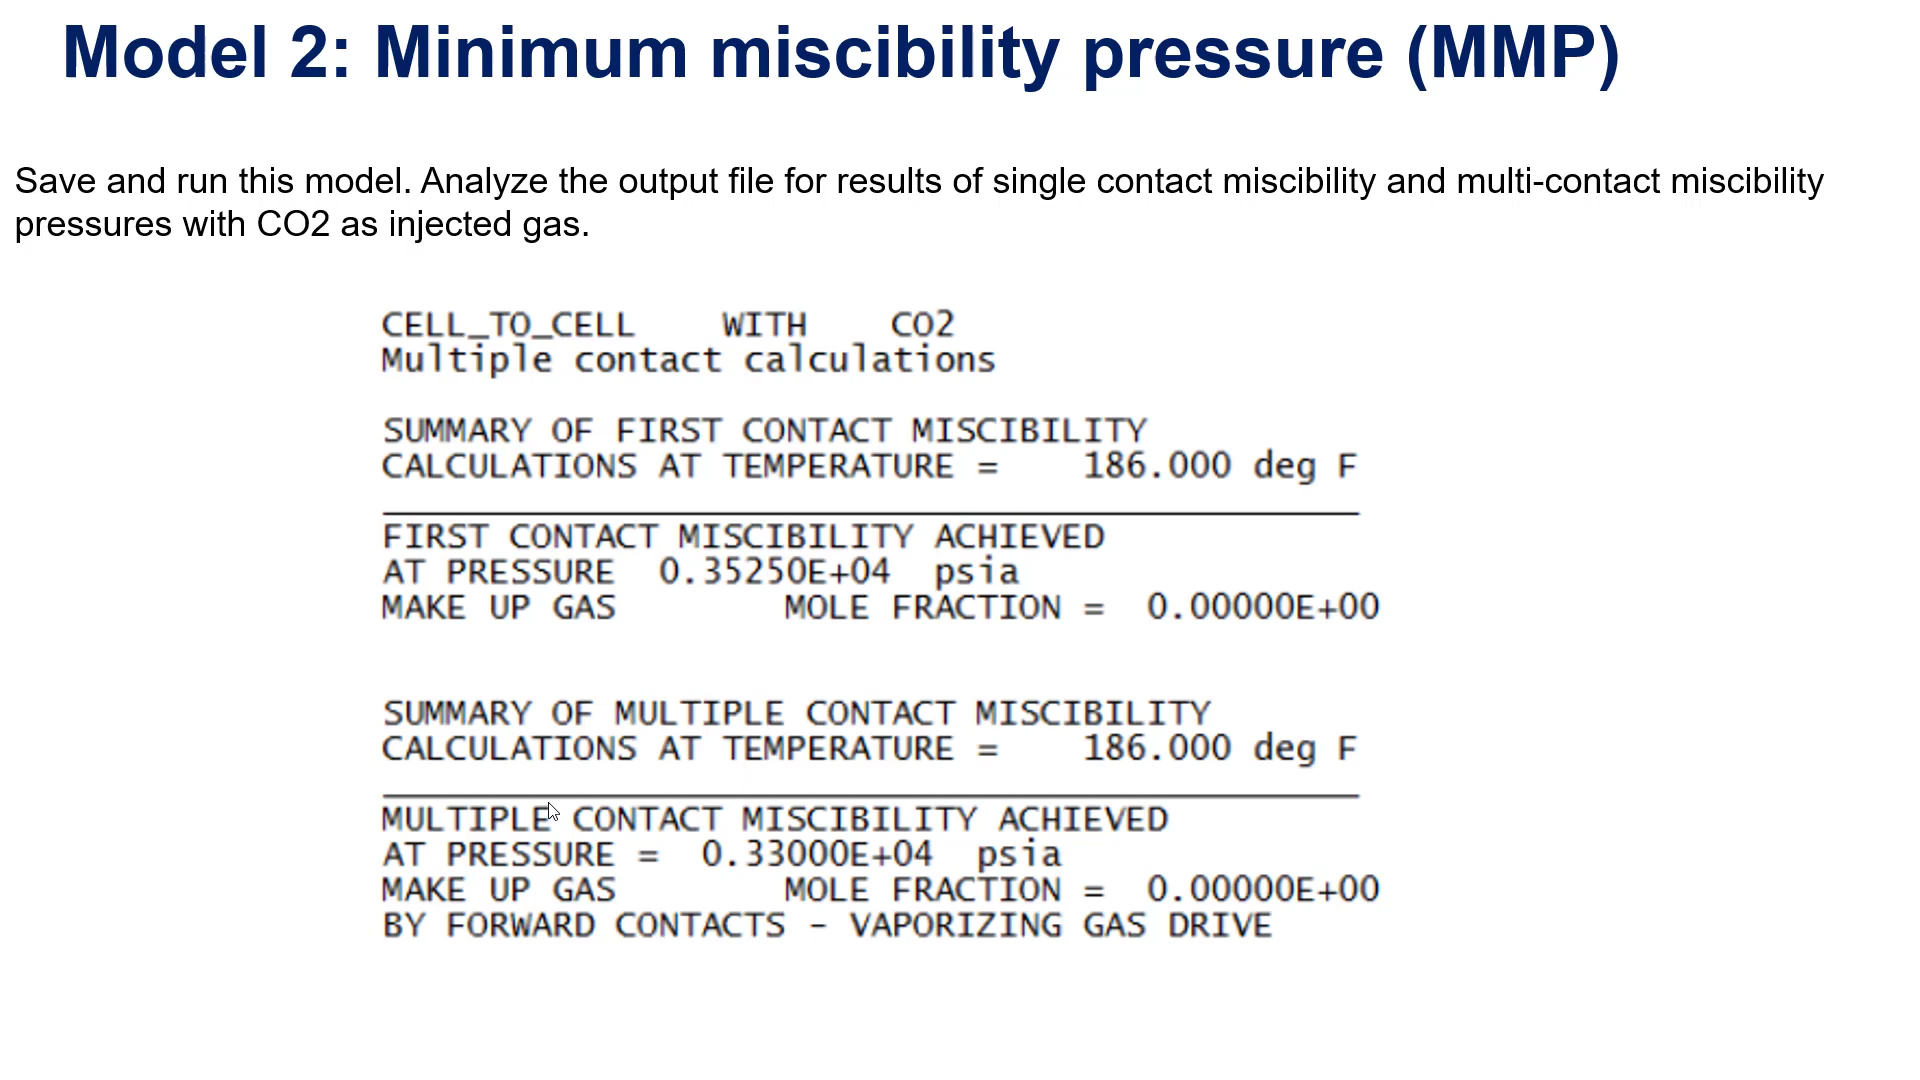 Model 2: Minimum miscibility pressure (MMP)
Save and run this model. Analyze the output file for results of single contact miscibility and multi-contact miscibility
pressures with CO2 as injected gas.
CELL_TO_CELL WITH CO2
Multiple contact calculations
SUMMARY OF FIRST CONTACT MISCIBILITY
CALCULATIONS AT TEMPERATURE = 186.000 deg F
FIRST CONTACT MISCIBILITY ACHIEVED
AT PRESSURE 0.35250E+04 psia
MAKE UP GAS MOLE FRACTION = 0.00000E+00
SUMMARY OF MULTIPLE CONTACT MISCIBILITY
CALCULATIONS AT TEMPERATURE = 186.000 deg F
MULTIPLE CONTACT MISCIBILITY ACHIEVED
AT PRESSURE = 0.33000E+04 psia
MAKE UP GAS MOLE FRACTION = 0.00000E+00
BY FORWARD CONTACTS - VAPORIZING GAS DRIVE